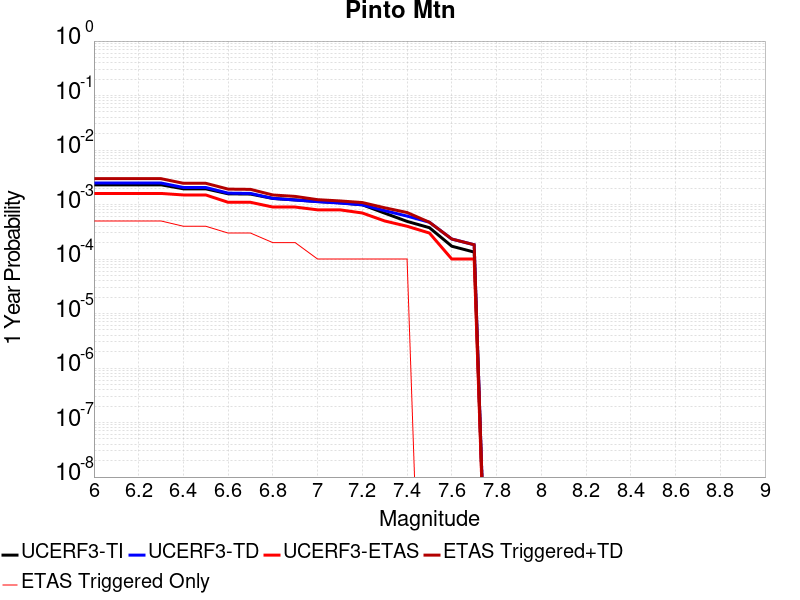 Pinto Mtn
10^0
10^-1
10^-2
10^-3
10^-4
10^-5
10^-6
10^-7
10^-8
1 Year Probability
6 6.2 6.4 6.6 6.8 7 7.2 7.4 7.6 7.8 8 8.2 8.4 8.6 8.8 9
Magnitude
UCERF3-TI UCERF3-TD UCERF3-ETAS ETAS Triggered+TD
ETAS Triggered Only